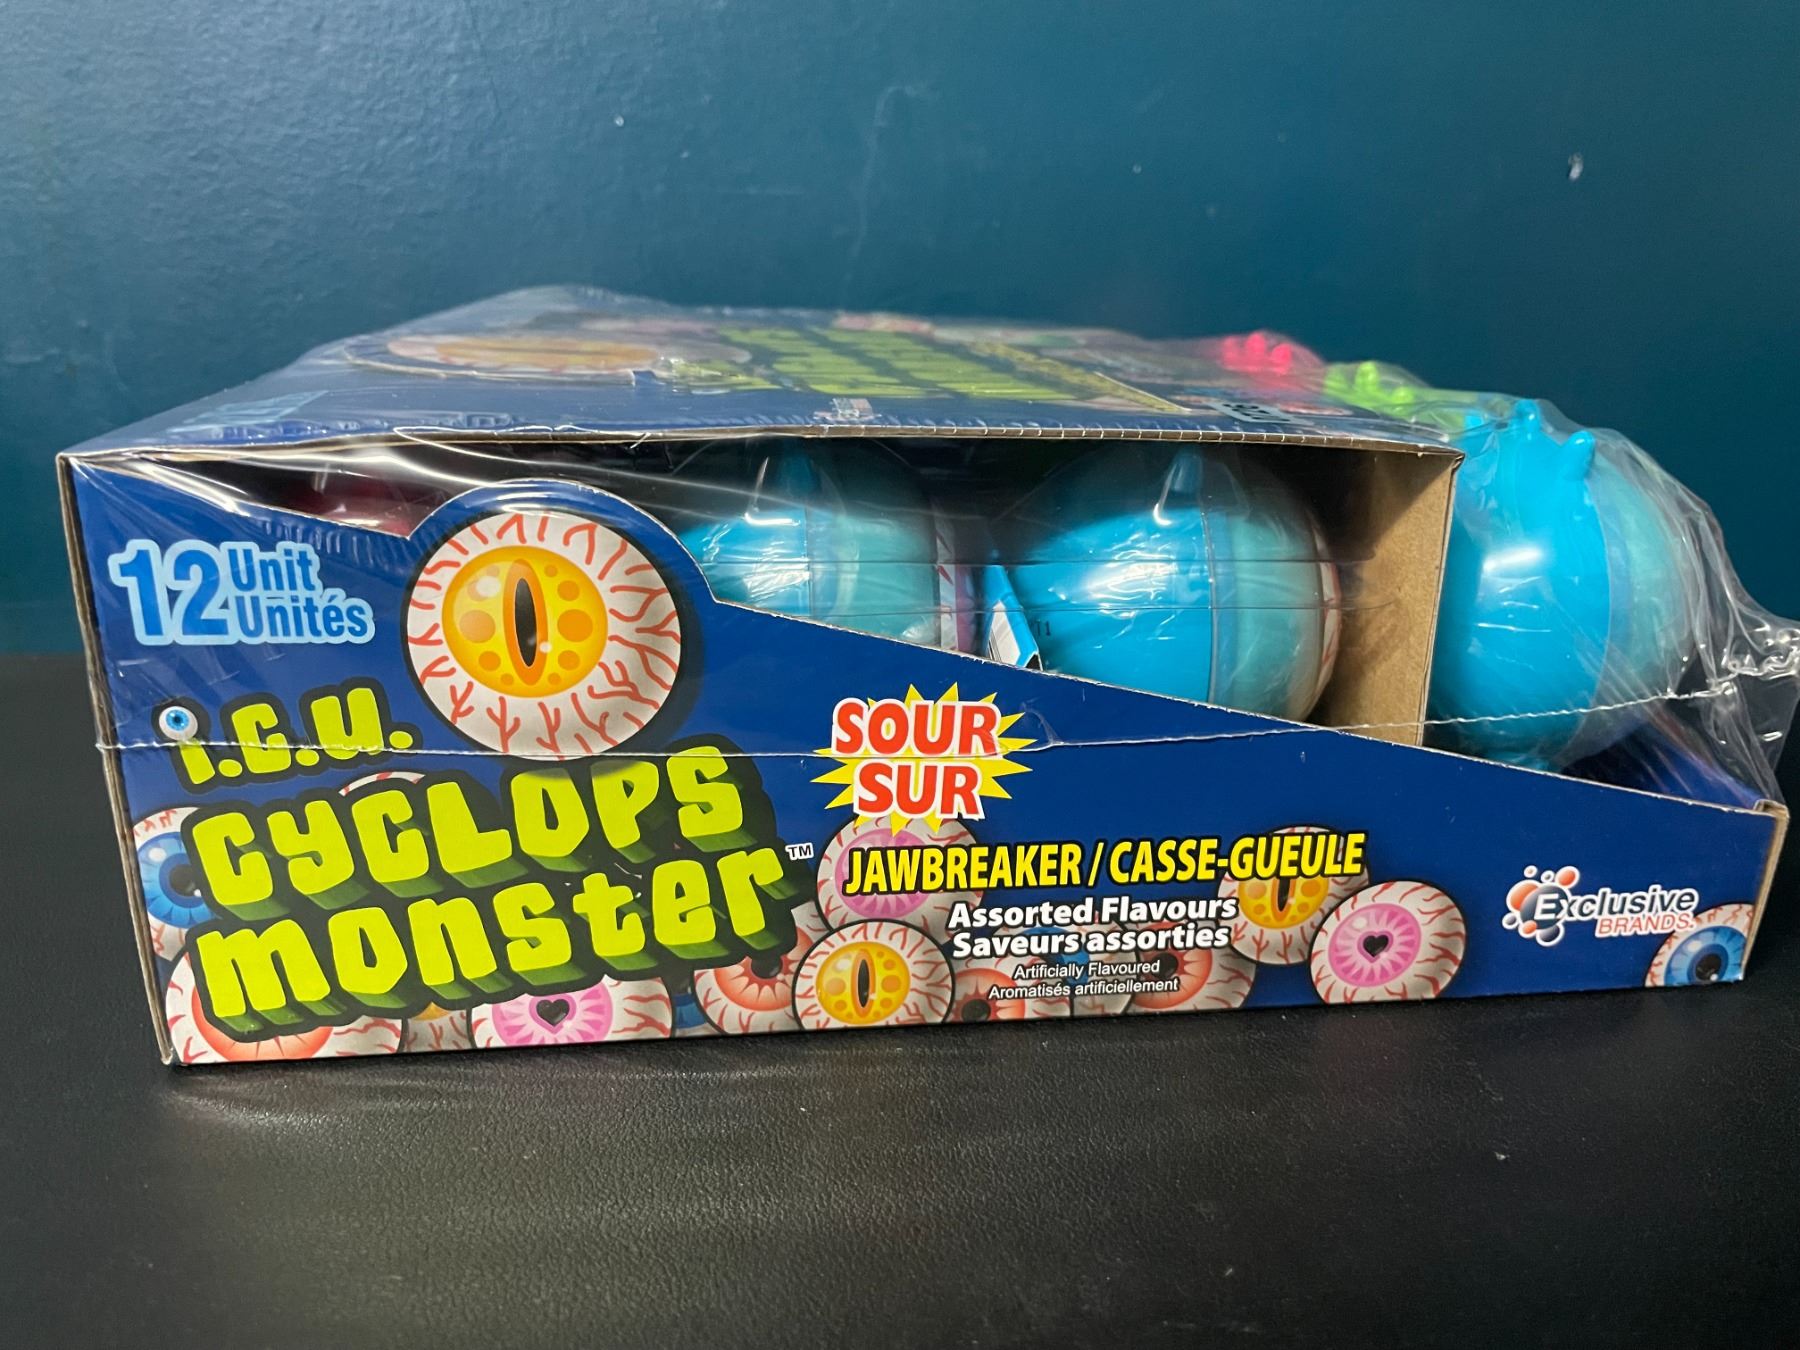 12 Unit
Unités
i.c.u.
cyclops
monster™
SOUR
SUR
JAWBREAKER / CASSE-GUEULE
Assorted Flavours
Saveurs assorties
Artificially Flavoured
Aromatisés artificiellement
Exclusive
BRANDS
T1